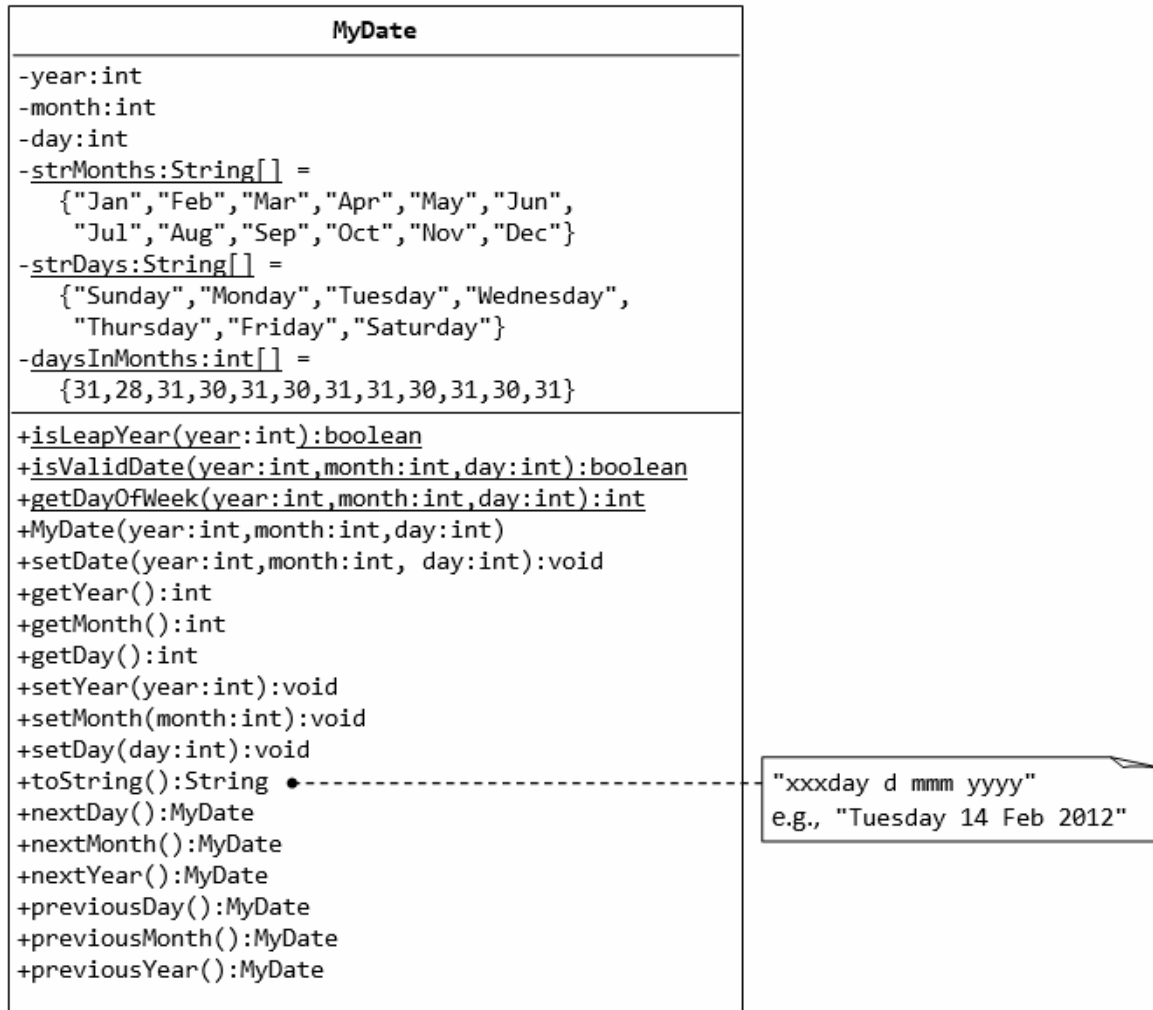 MyDate
-year:int
-month:int
-day:int
-strMonths:String[] =
{"Jan","Feb","Mar","Apr","May","Jun",
"Jul","Aug","Sep","Oct","Nov","Dec"}
-strDays:String[] =
{"Sunday","Monday","Tuesday","Wednesday",
"Thursday","Friday","Saturday"}
-daysInMonths:int[] =
{31,28,31,30,31,30,31,31,30,31,30,31}
+isLeapYear(year:int):boolean
+isValidDate(year:int,month:int,day:int):boolean
+getDayOfWeek(year:int,month:int,day:int):int
+MyDate(year:int,month:int,day:int)
+setDate(year:int,month:int, day:int):void
+getYear():int
+getMonth():int
+getDay():int
+setYear(year:int):void
+setMonth(month:int):void
+setDay(day:int):void
+toString():String
"xxxday d mmm yyyy"
e.g., "Tuesday 14 Feb 2012"
+nextDay():MyDate
+nextMonth():MyDate
+nextYear():MyDate
+previousDay():MyDate
+previousMonth():MyDate
+previousYear():MyDate